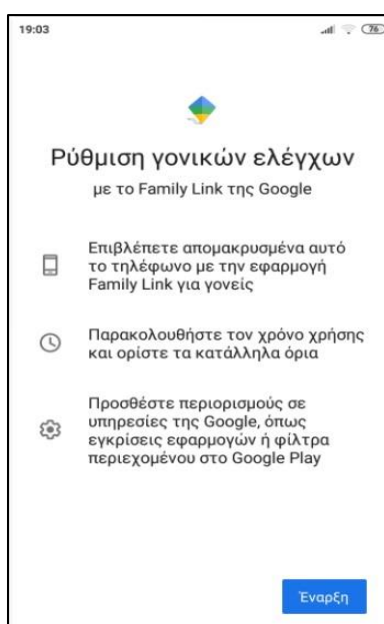 19:03
76
Ρύθμιση γονικών ελέγχων
με το Family Link της Google
Επιβλέπετε απομακρυσμένα αυτό
το τηλέφωνο με την εφαρμογή
Family Link για γονείς
Παρακολουθήστε τον χρόνο χρήσης
και ορίστε τα κατάλληλα όρια
Προσθέστε περιορισμούς σε
υπηρεσίες της Google, όπως
εγκρίσεις εφαρμογών ή φίλτρα
περιεχομένου στο Google Play
Έναρξη